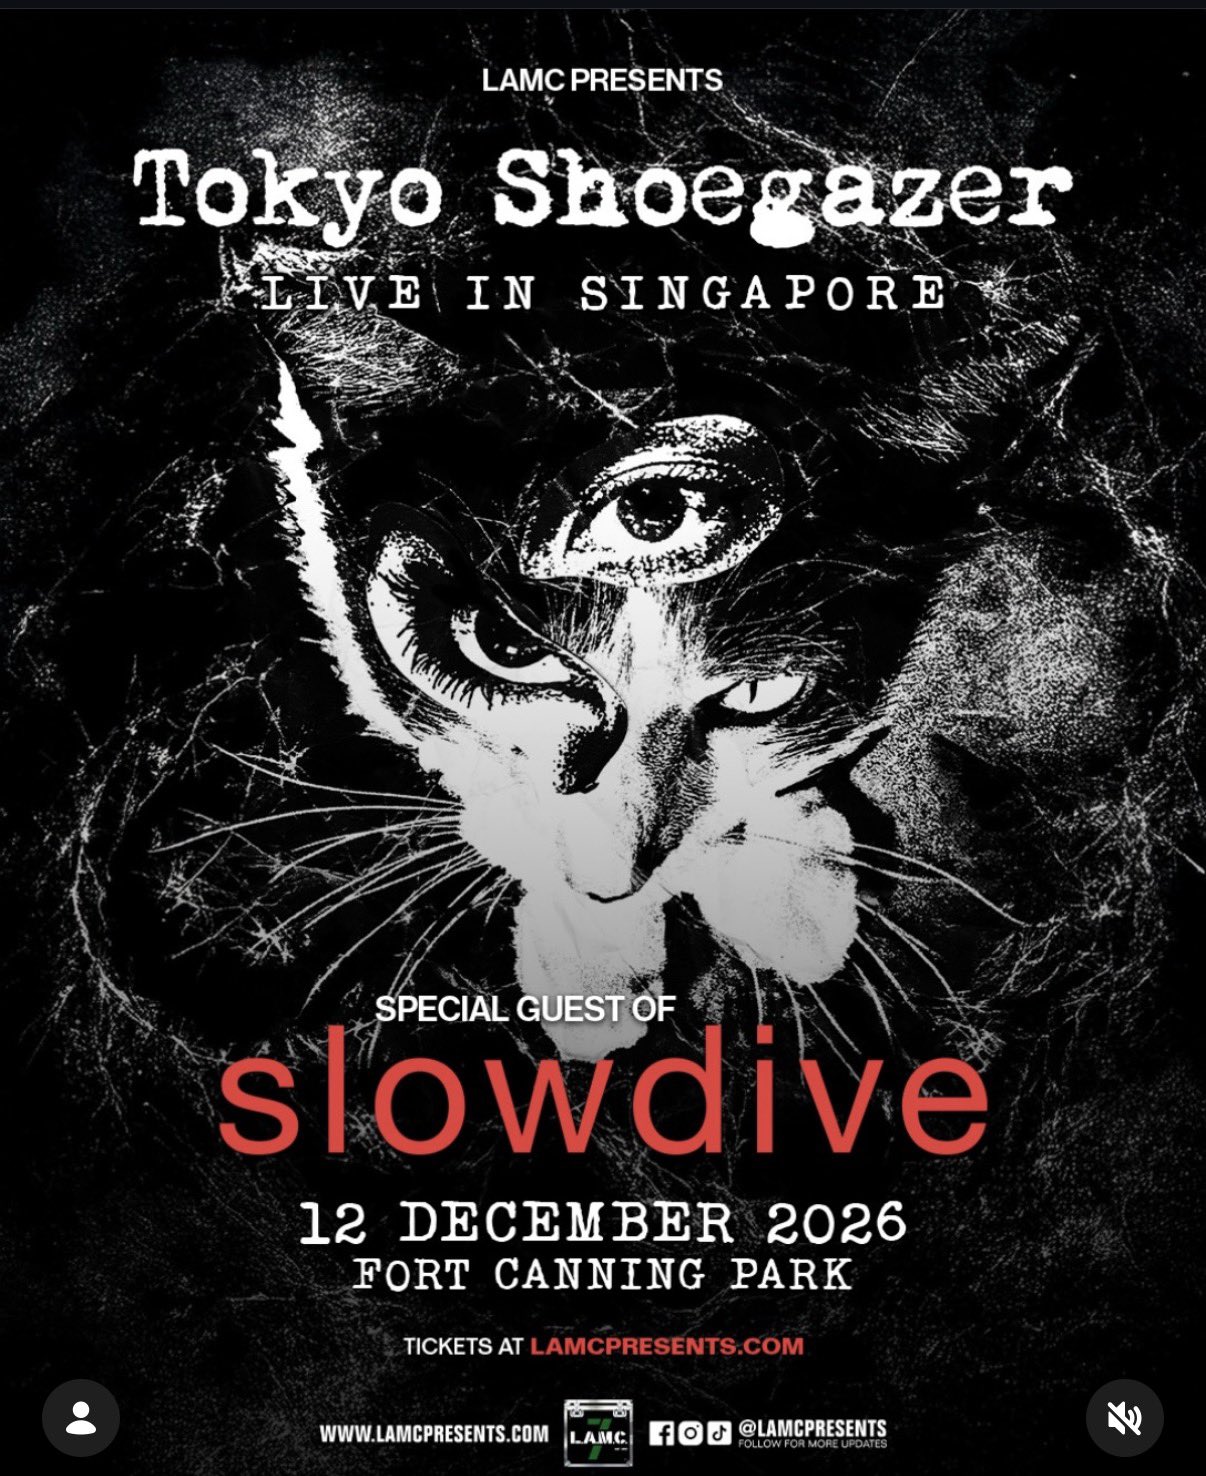 LAMC PRESENTS
Tokyo Shoegazer
LIVE IN SINGAPORE
SPECIAL GUEST OF
slowdive
12 DECEMBER 2026
FORT CANNING PARK
TICKETS AT LAMCPRESENTS.COM
WWW.LAMCPRESENTS.COM
L.A.M.C.
7
@LAMCPRESENTS
FOLLOW FOR MORE UPDATES